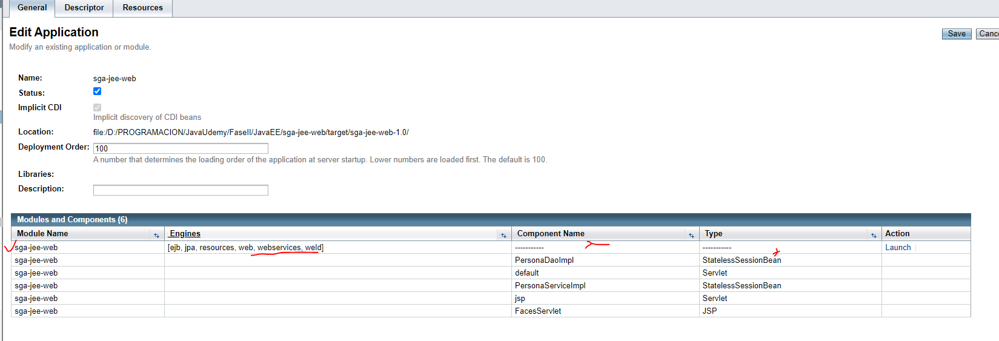 General Descriptor Resources
Edit Application
Save Canc
Modify an existing application or module.
Name: sga-jee-web
Status:
Implicit CDI
Implicit discovery of CDI beans
Location: file:/D:/PROGRAMACION/JavaUdemy/FaseII/JavaEE/sga-jee-web/target/sga-jee-web-1.0/
Deployment Order: 100
A number that determines the loading order of the application at server startup. Lower numbers are loaded first. The default is 100.
Libraries:
Description:
Modules and Components (6)
Module Name Engines Component Name Type Action
sga-jee-web [ejb, jpa, resources, web, webservices, weld] ----------- ----------- Launch
sga-jee-web PersonaDaoImpl StatelessSessionBean
sga-jee-web default Servlet
sga-jee-web PersonaServiceImpl StatelessSessionBean
sga-jee-web jsp Servlet
sga-jee-web FacesServlet JSP